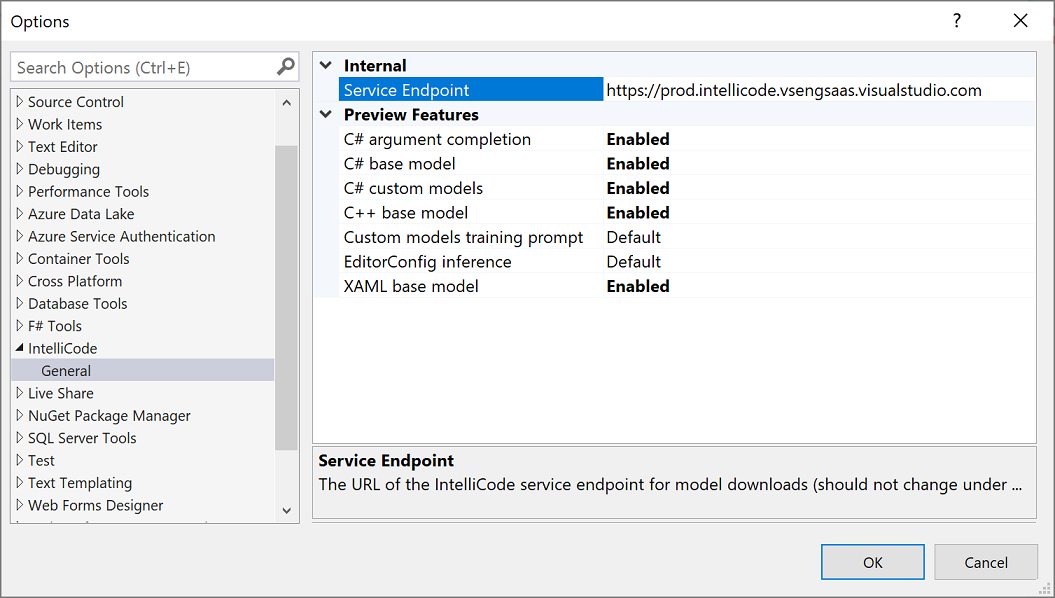 Options
?
Search Options (Ctrl+E)
Source Control
Work Items
Text Editor
Debugging
Performance Tools
Azure Data Lake
Azure Service Authentication
Container Tools
Cross Platform
Database Tools
F# Tools
IntelliCode
General
Live Share
NuGet Package Manager
SQL Server Tools
Test
Text Templating
Web Forms Designer
Internal
Service Endpoint https://prod.intellicode.vsengsaas.visualstudio.com
Preview Features
C# argument completion Enabled
C# base model Enabled
C# custom models Enabled
C++ base model Enabled
Custom models training prompt Default
EditorConfig inference Default
XAML base model Enabled
Service Endpoint
The URL of the IntelliCode service endpoint for model downloads (should not change under ...
OK Cancel